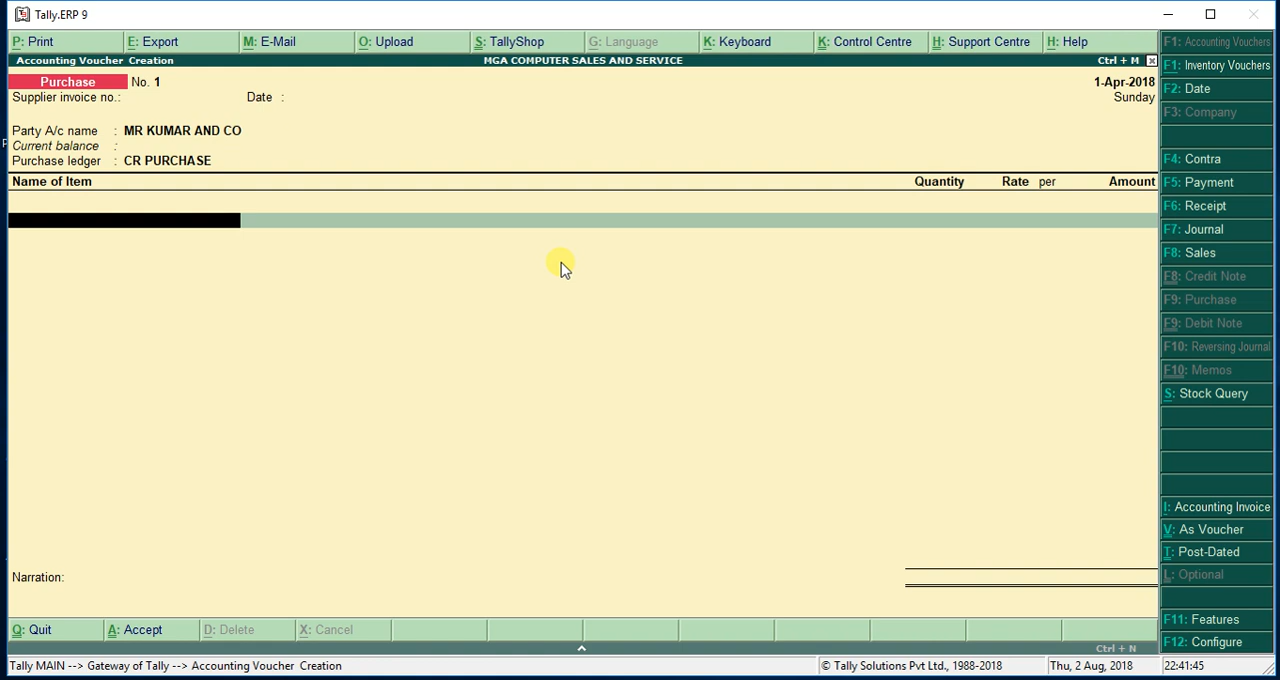 Tally.ERP 9
P: Print E: Export M: E-Mail O: Upload S: TallyShop G: Language K: Keyboard K: Control Centre H: Support Centre H: Help
Accounting Voucher Creation MGA COMPUTER SALES AND SERVICE Ctrl + M
Purchase No. 1 1-Apr-2018
Supplier invoice no.: Date : Sunday
Party A/c name : MR KUMAR AND CO
Current balance :
Purchase ledger : CR PURCHASE
Name of Item Quantity Rate per Amount
Narration:
Q: Quit A: Accept D: Delete X: Cancel
Ctrl + N
Tally MAIN --> Gateway of Tally --> Accounting Voucher Creation © Tally Solutions Pvt Ltd., 1988-2018 Thu, 2 Aug, 2018 22:41:45
F1: Accounting Vouchers
F1: Inventory Vouchers
F2: Date
F3: Company
F4: Contra
F5: Payment
F6: Receipt
F7: Journal
F8: Sales
F8: Credit Note
F9: Purchase
F9: Debit Note
F10: Reversing Journal
F10: Memos
S: Stock Query
I: Accounting Invoice
V: As Voucher
T: Post-Dated
L: Optional
F11: Features
F12: Configure